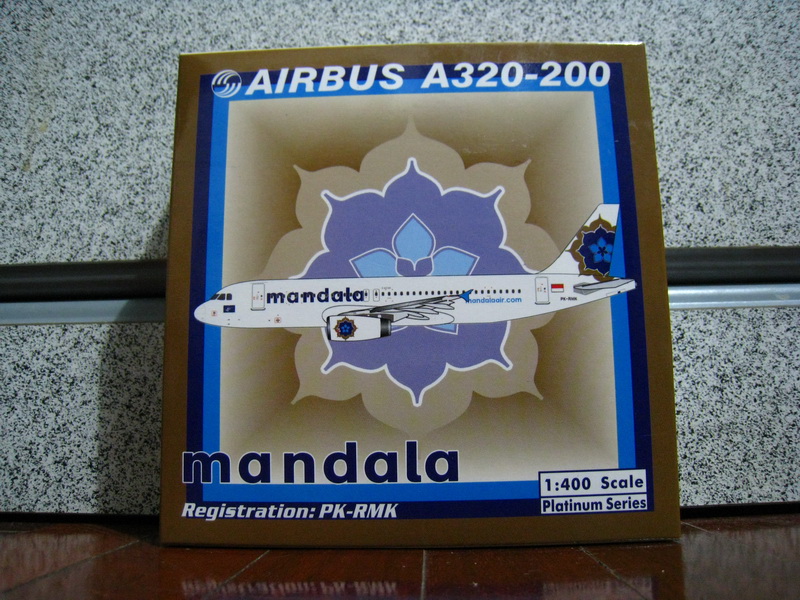 AIRBUS A320-200
mandala
mandalaair.com
PK-RMK
mandala
1:400 Scale
Platinum Series
Registration: PK-RMK